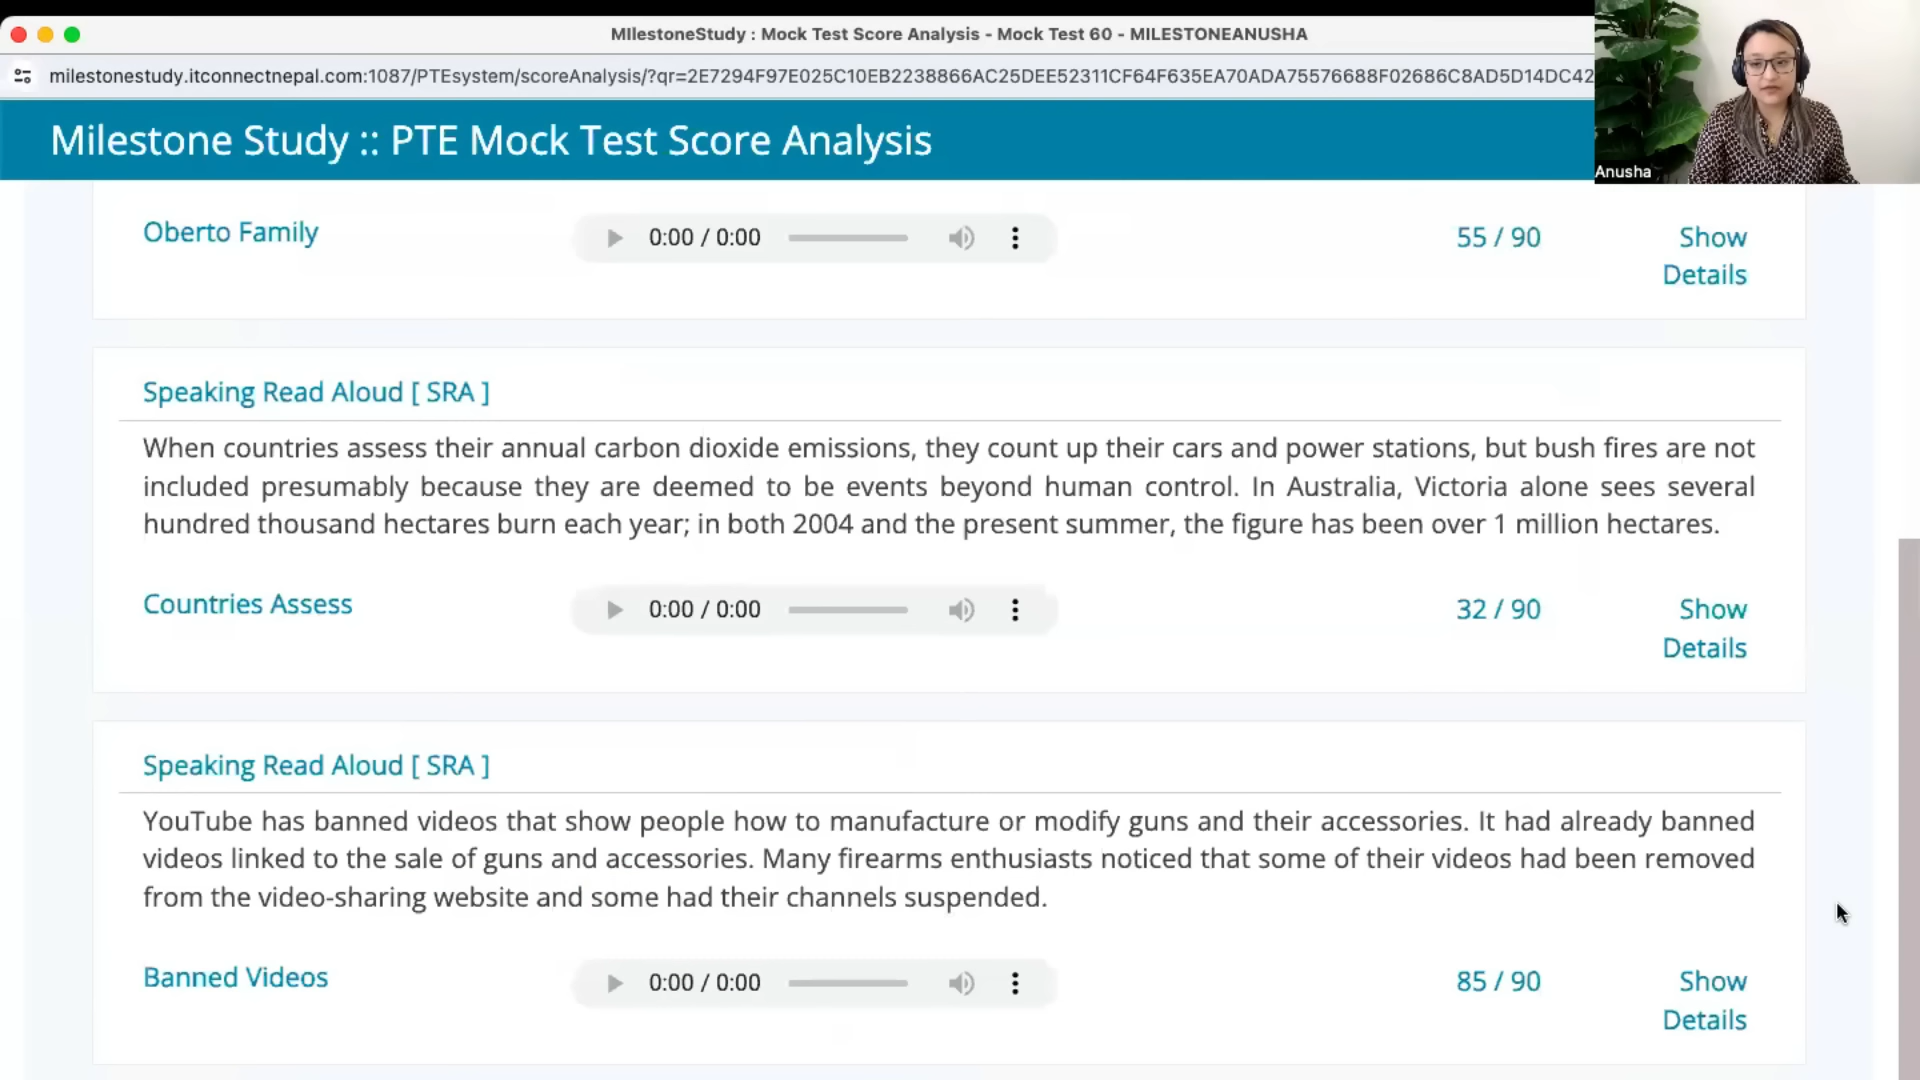 MIlestoneStudy : Mock Test Score Analysis - Mock Test 60 - MILESTONEANUSHA
milestonestudy.itconnectnepal.com:1087/PTEsystem/scoreAnalysis/?qr=2E7294F97E025C10EB2238866AC25DEE52311CF64F635EA70ADA75576688F02686C8AD5D14DC42
Milestone Study :: PTE Mock Test Score Analysis
Anusha
Oberto Family
0:00 / 0:00
55 / 90
Show
Details
Speaking Read Aloud [ SRA ]
When countries assess their annual carbon dioxide emissions, they count up their cars and power stations, but bush fires are not
included presumably because they are deemed to be events beyond human control. In Australia, Victoria alone sees several
hundred thousand hectares burn each year; in both 2004 and the present summer, the figure has been over 1 million hectares.
Countries Assess
0:00 / 0:00
32 / 90
Show
Details
Speaking Read Aloud [ SRA ]
YouTube has banned videos that show people how to manufacture or modify guns and their accessories. It had already banned
videos linked to the sale of guns and accessories. Many firearms enthusiasts noticed that some of their videos had been removed
from the video-sharing website and some had their channels suspended.
Banned Videos
0:00 / 0:00
85 / 90
Show
Details